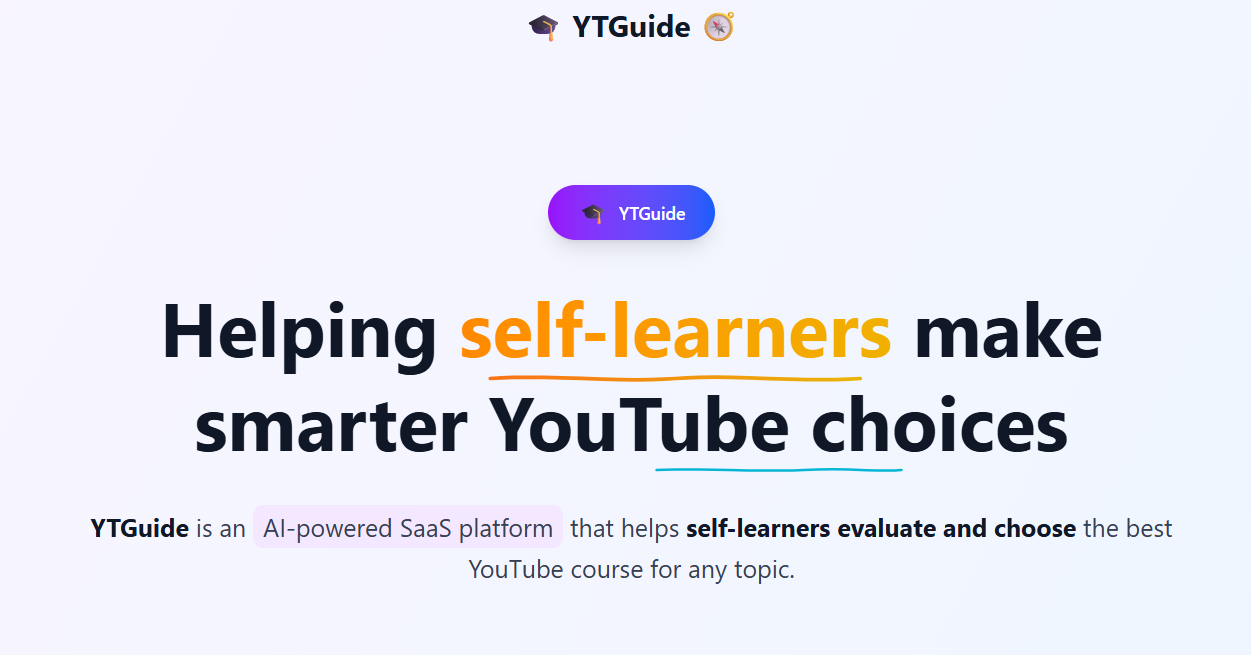 YTGuide
YTGuide
Helping self-learners make
smarter YouTube choices
YTGuide is an AI-powered SaaS platform that helps self-learners evaluate and choose the best
YouTube course for any topic.